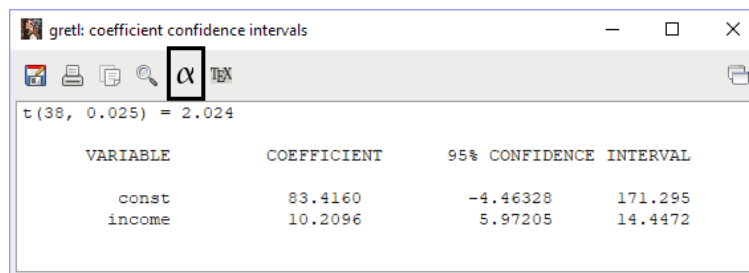 gretl: coefficient confidence intervals
α TEX
t(38, 0.025) = 2.024
VARIABLE COEFFICIENT 95% CONFIDENCE INTERVAL
const 83.4160 -4.46328 171.295
income 10.2096 5.97205 14.4472